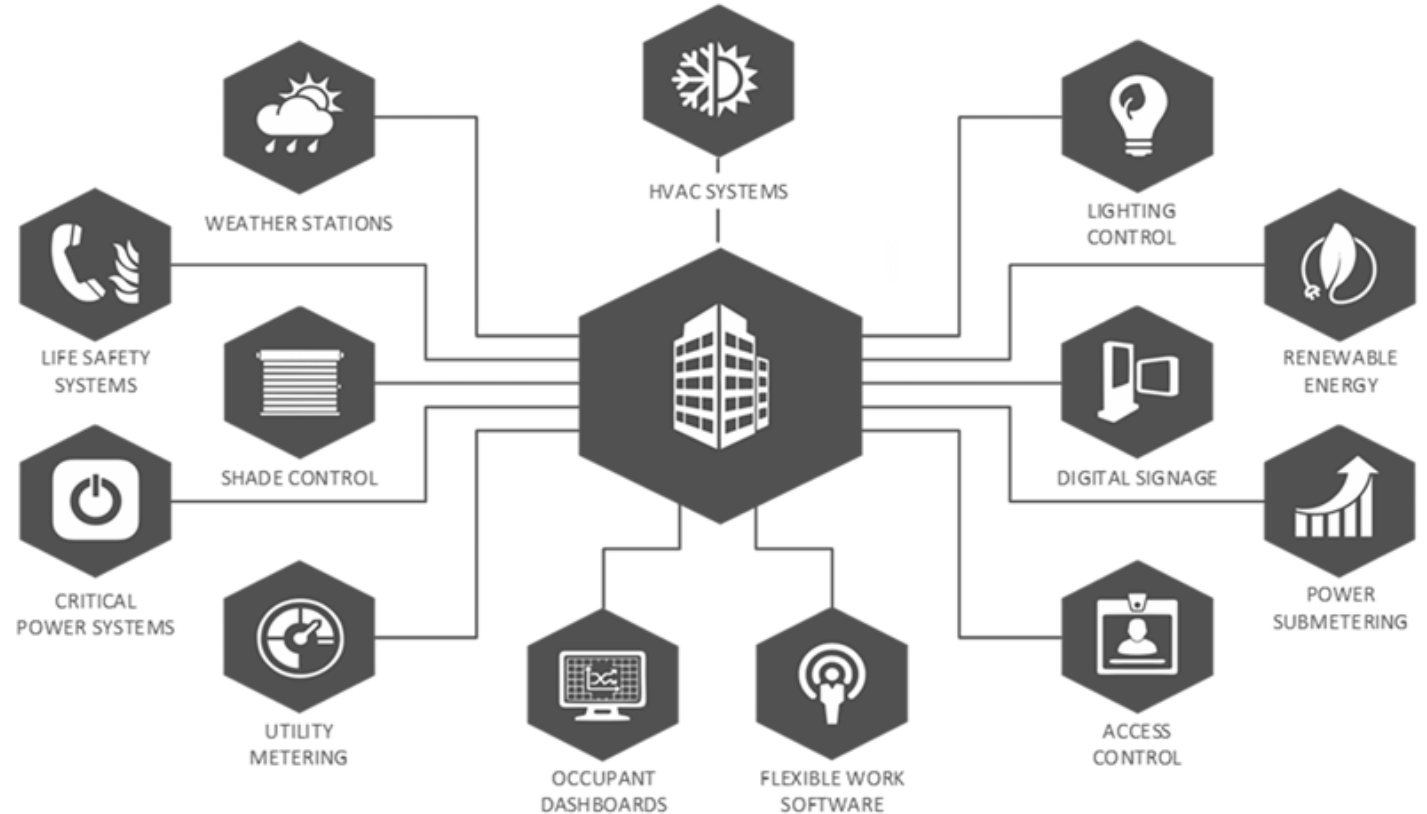 HVAC SYSTEMS
WEATHER STATIONS
LIGHTING
CONTROL
LIFE SAFETY
SYSTEMS
RENEWABLE
ENERGY
SHADE CONTROL
DIGITAL SIGNAGE
CRITICAL
POWER SYSTEMS
POWER
SUBMETERING
UTILITY
METERING
ACCESS
CONTROL
OCCUPANT
DASHBOARDS
FLEXIBLE WORK
SOFTWARE